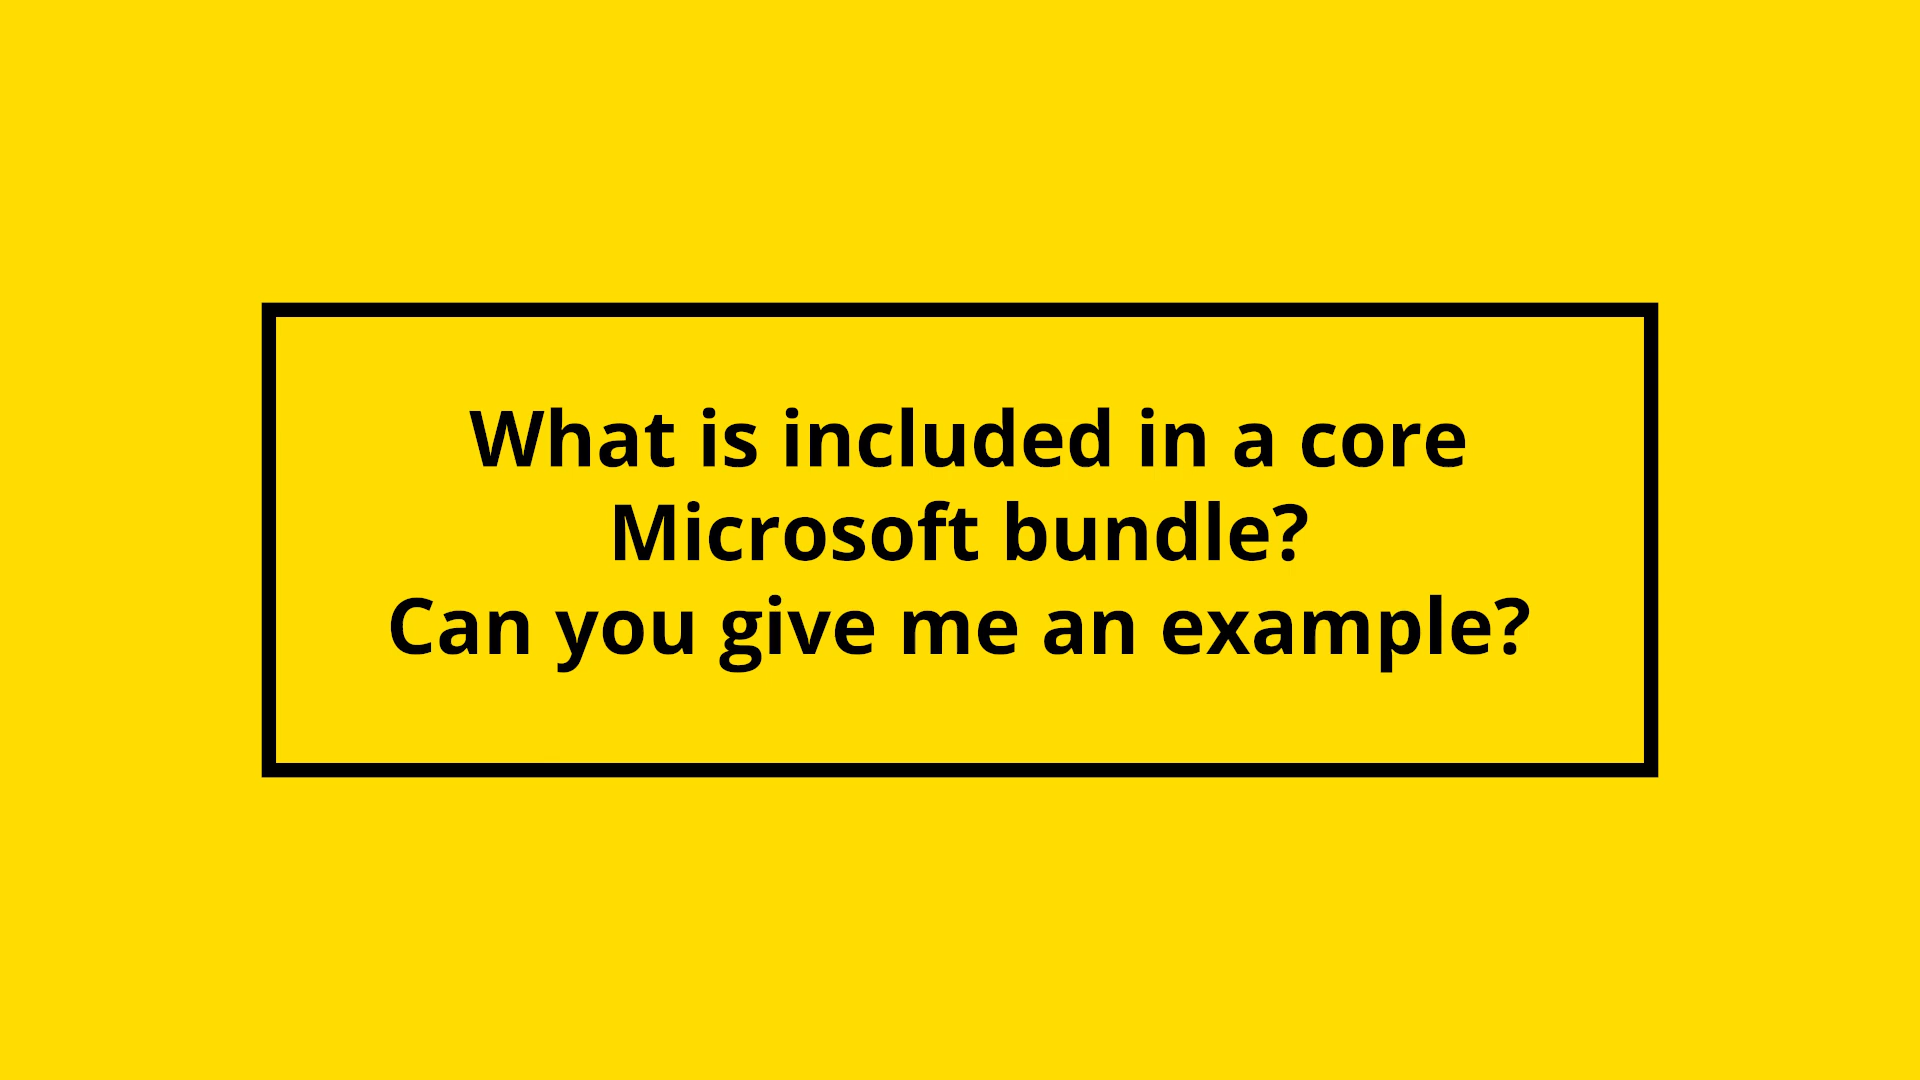 What is included in a core
Microsoft bundle?
Can you give me an example?